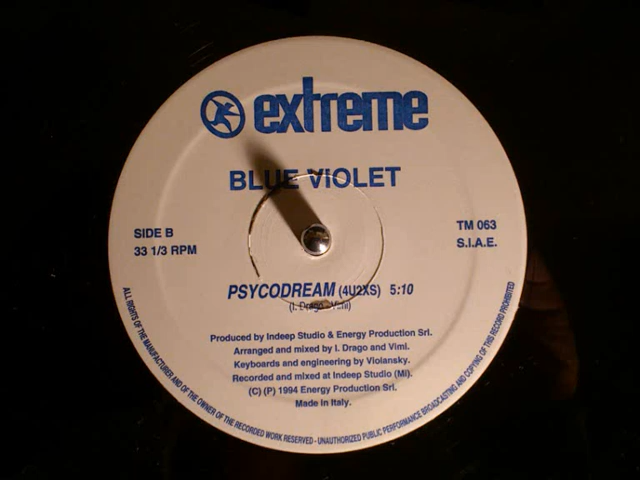 extreme
BLUE VIOLET
SIDE B
33 1/3 RPM
TM 063
S.I.A.E.
PSYCODREAM (4U2XS) 5:10
(I. Drago - Vimi)
Produced by Indeep Studio & Energy Production Srl.
Arranged and mixed by I. Drago and Vimi.
Keyboards and engineering by Violansky.
Recorded and mixed at Indeep Studio (Mi).
(C) (P) 1994 Energy Production Srl.
Made in Italy.
ALL RIGHTS OF THE MANUFACTURER AND OF THE OWNER OF THE RECORDED WORK RESERVED - UNAUTHORIZED PUBLIC PERFORMANCE BROADCASTING AND COPYING OF THIS RECORD PROHIBITED